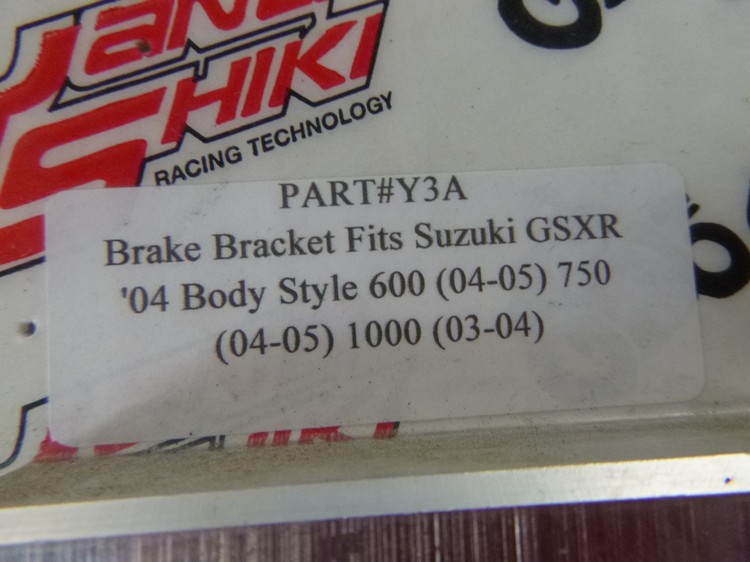 SHIKI
RACING TECHNOLOGY
PART#Y3A
Brake Bracket Fits Suzuki GSXR
'04 Body Style 600 (04-05) 750
(04-05) 1000 (03-04)